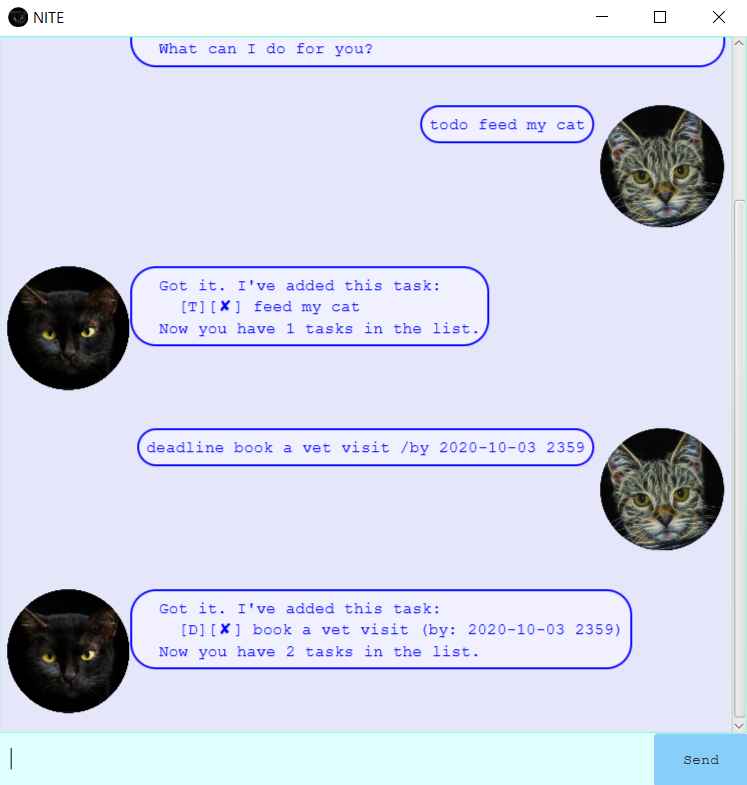 NITE
What can I do for you?
todo feed my cat
Got it. I've added this task:
[T][✘] feed my cat
Now you have 1 tasks in the list.
deadline book a vet visit /by 2020-10-03 2359
Got it. I've added this task:
[D][✘] book a vet visit (by: 2020-10-03 2359)
Now you have 2 tasks in the list.
Send